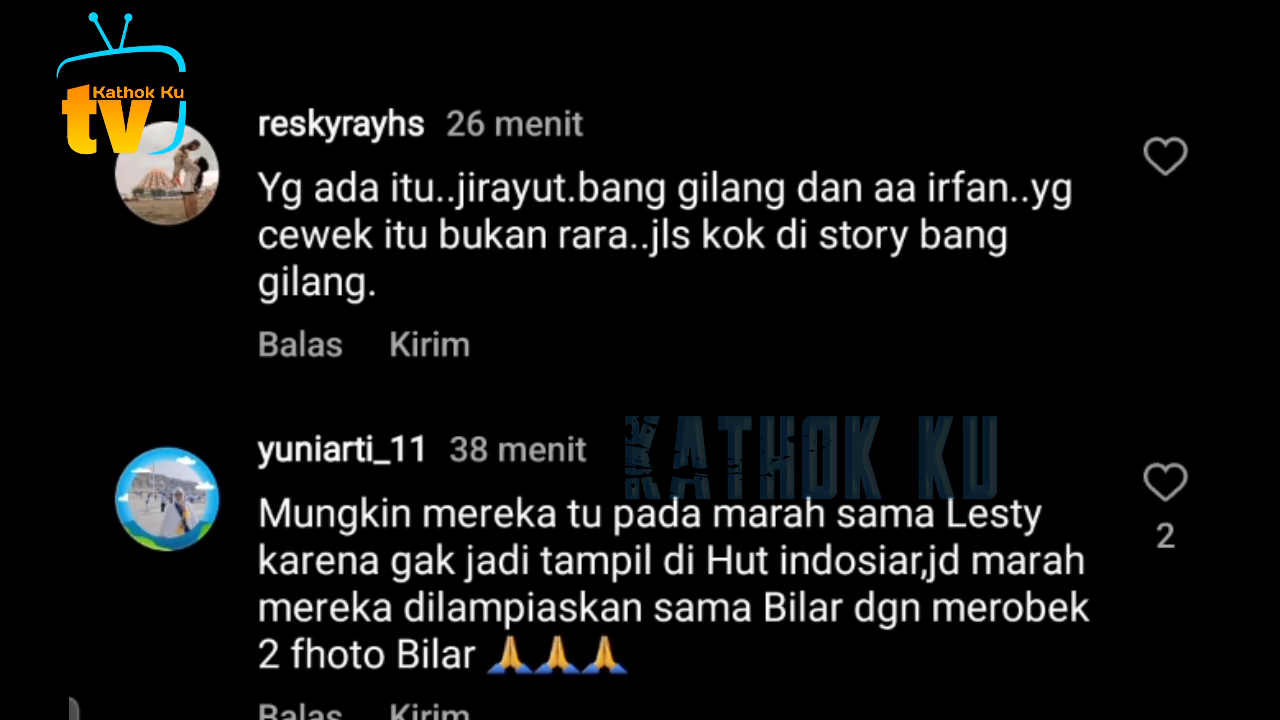 Kathok Ku
tv
reskyrayhs 26 menit
Yg ada itu..jirayut.bang gilang dan aa irfan..yg
cewek itu bukan rara..jls kok di story bang
gilang.
Balas Kirim
KATHOK KU
yuniarti_11 38 menit
Mungkin mereka tu pada marah sama Lesty
karena gak jadi tampil di Hut indosiar,jd marah
mereka dilampiaskan sama Bilar dgn merobek
2 fhoto Bilar 🙏🙏🙏
2
Balas Kirim